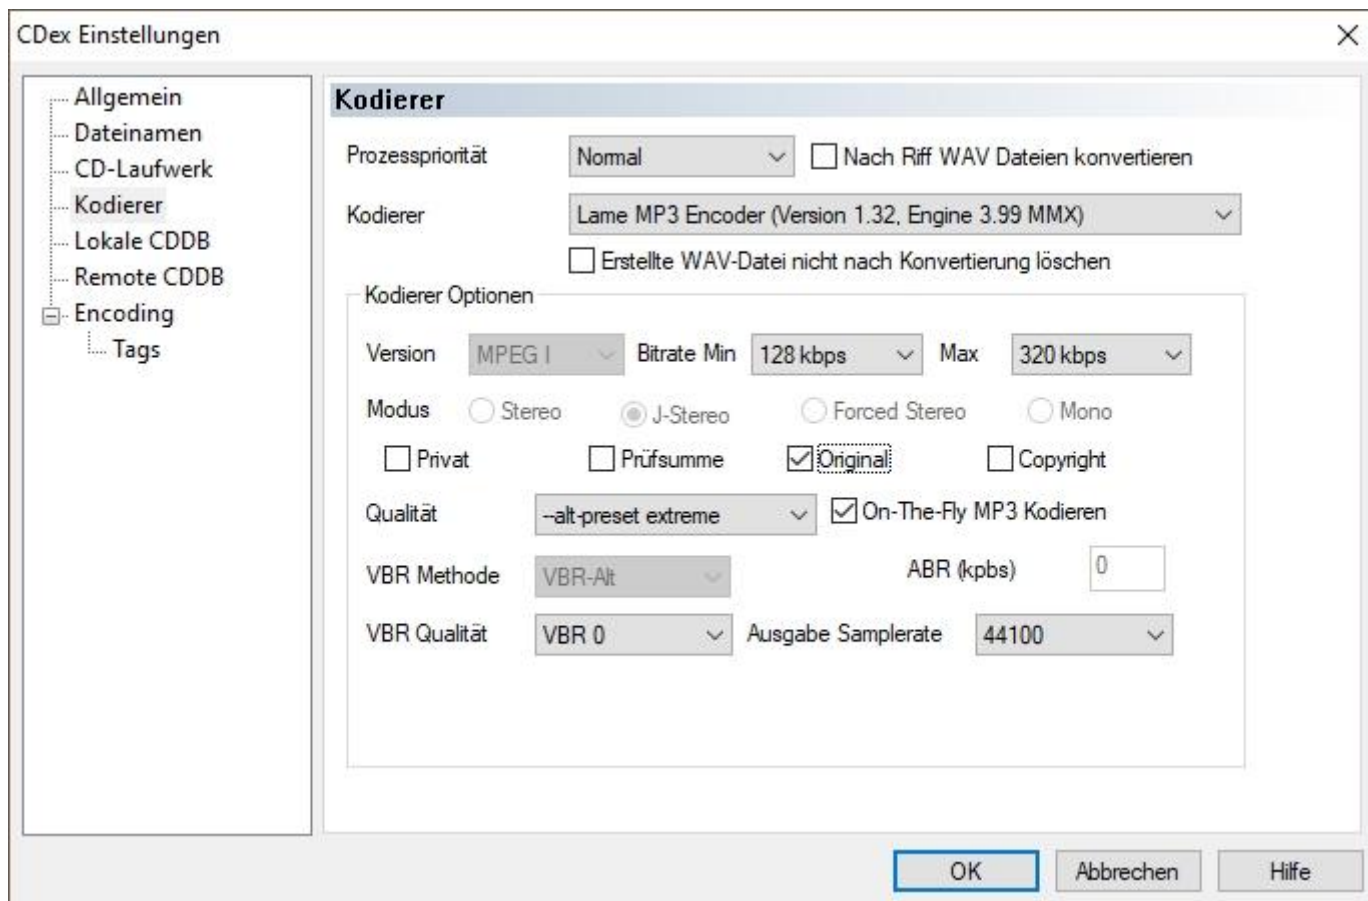 CDex Einstellungen
Allgemein
Dateinamen
CD-Laufwerk
Kodierer
Lokale CDDB
Remote CDDB
Encoding
Tags
Kodierer
Prozesspriorität Normal Nach Riff WAV Dateien konvertieren
Kodierer Lame MP3 Encoder (Version 1.32, Engine 3.99 MMX)
Erstellte WAV-Datei nicht nach Konvertierung löschen
Kodierer Optionen
Version MPEG I Bitrate Min 128 kbps Max 320 kbps
Modus Stereo J-Stereo Forced Stereo Mono
Privat Prüfsumme Original Copyright
Qualität --alt-preset extreme On-The-Fly MP3 Kodieren
VBR Methode VBR-Alt ABR (kpbs) 0
VBR Qualität VBR 0 Ausgabe Samplerate 44100
OK Abbrechen Hilfe